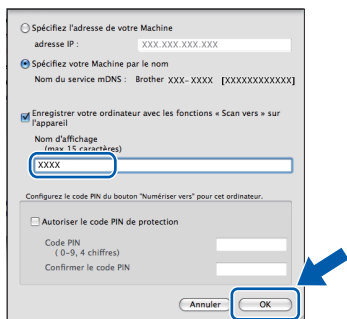 Spécifiez l'adresse de votre Machine
adresse IP : XXX.XXX.XXX.XXX
Spécifiez votre Machine par le nom
Nom du service mDNS : Brother XXX-XXXX [XXXXXXXXXXXX]
Enregistrer votre ordinateur avec les fonctions « Scan vers » sur
l'appareil
Nom d'affichage
(max 15 caractères)
XXXX
Configurez le code PIN du bouton "Numériser vers" pour cet ordinateur.
Autoriser le code PIN de protection
Code PIN
( 0–9, 4 chiffres)
Confirmer le code PIN
Annuler OK